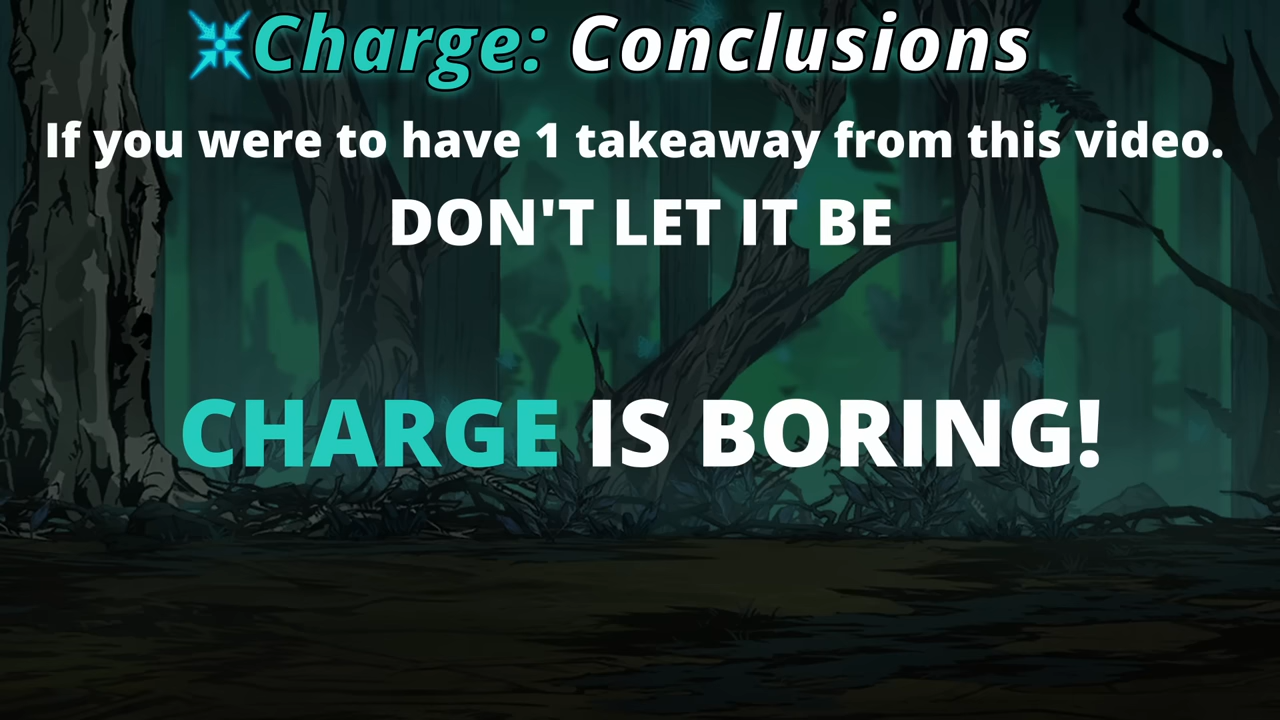 Charge: Conclusions
If you were to have 1 takeaway from this video.
DON'T LET IT BE
CHARGE IS BORING!